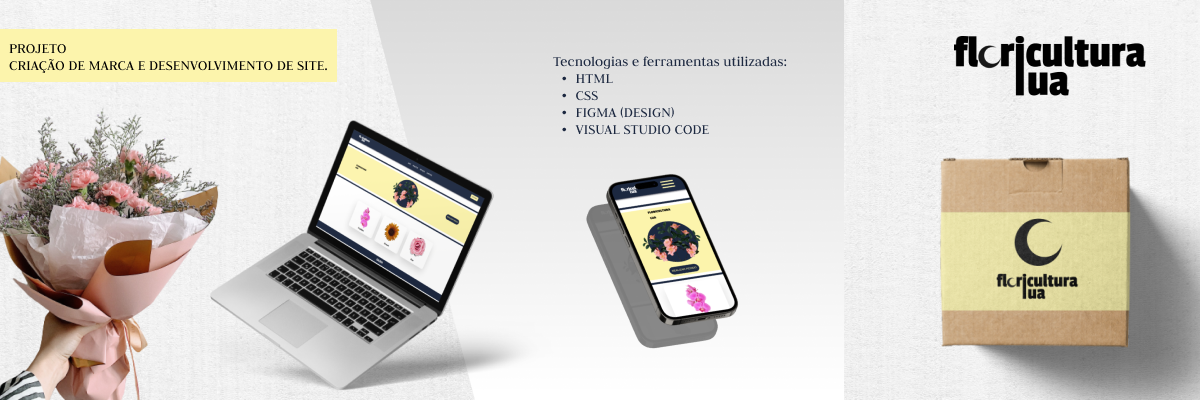 PROJETO
CRIAÇÃO DE MARCA E DESENVOLVIMENTO DE SITE.
Tecnologias e ferramentas utilizadas:
• HTML
• CSS
• FIGMA (DESIGN)
• VISUAL STUDIO CODE
floricultura
lua
floricultura
lua